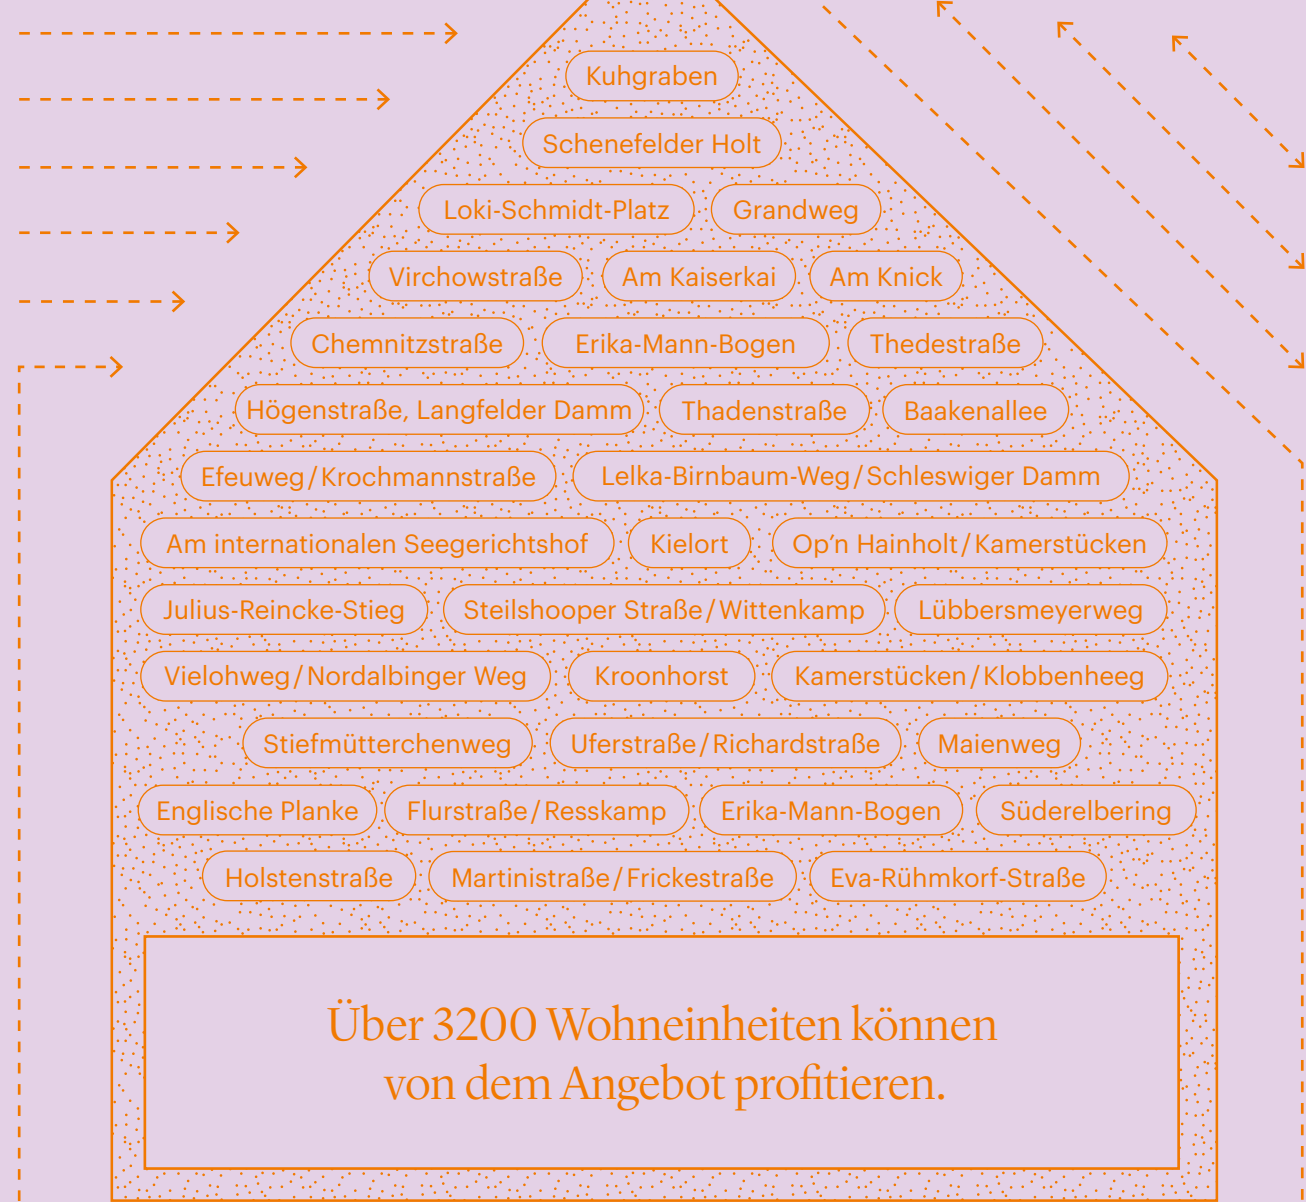 Kuhgraben
Schenefelder Holt
Loki-Schmidt-Platz Grandweg
Virchowstraße Am Kaiserkai Am Knick
Chemnitzstraße Erika-Mann-Bogen Thedestraße
Högenstraße, Langfelder Damm Thadenstraße Baakenallee
Efeuweg/Krochmannstraße Lelka-Birnbaum-Weg/Schleswiger Damm
Am internationalen Seegerichtshof Kielort Op’n Hainholt/Kamerstücken
Julius-Reincke-Stieg Steilshooper Straße/Wittenkamp Lübbersmeyerweg
Vielohweg/Nordalbinger Weg Kroonhorst Kamerstücken/Klobbenheeg
Stiefmütterchenweg Uferstraße/Richardstraße Maienweg
Englische Planke Flurstraße/Resskamp Erika-Mann-Bogen Süderelbering
Holstenstraße Martinistraße/Frickestraße Eva-Rühmkorf-Straße
Über 3200 Wohneinheiten können
von dem Angebot profitieren.